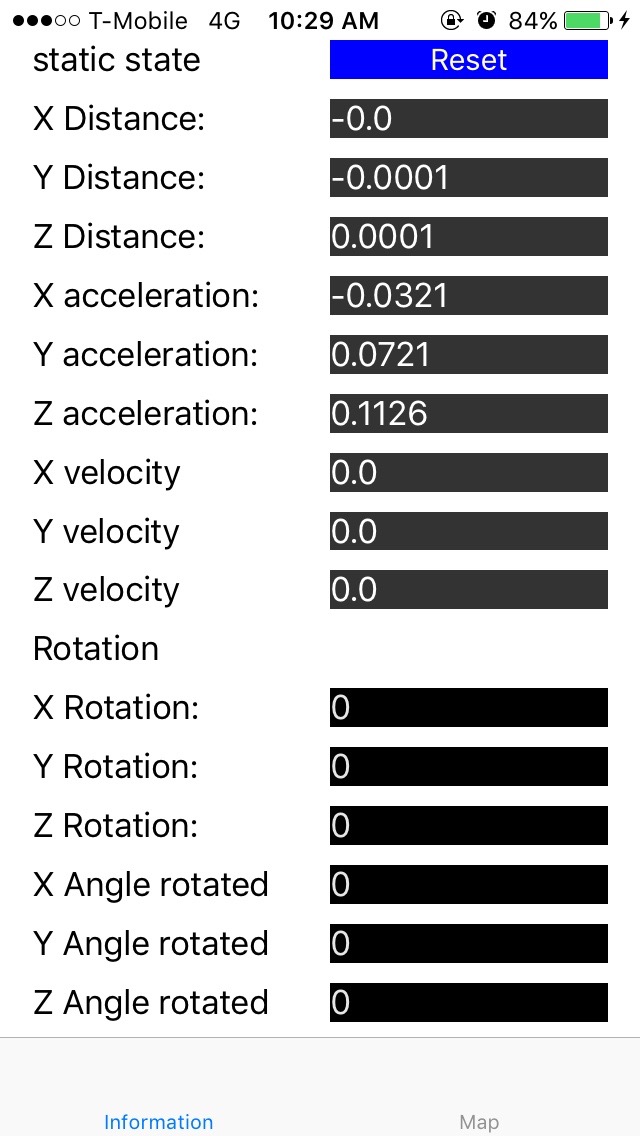 T-Mobile 4G 10:29 AM 84%
static state Reset
X Distance: -0.0
Y Distance: -0.0001
Z Distance: 0.0001
X acceleration: -0.0321
Y acceleration: 0.0721
Z acceleration: 0.1126
X velocity 0.0
Y velocity 0.0
Z velocity 0.0
Rotation
X Rotation: 0
Y Rotation: 0
Z Rotation: 0
X Angle rotated 0
Y Angle rotated 0
Z Angle rotated 0
Information Map